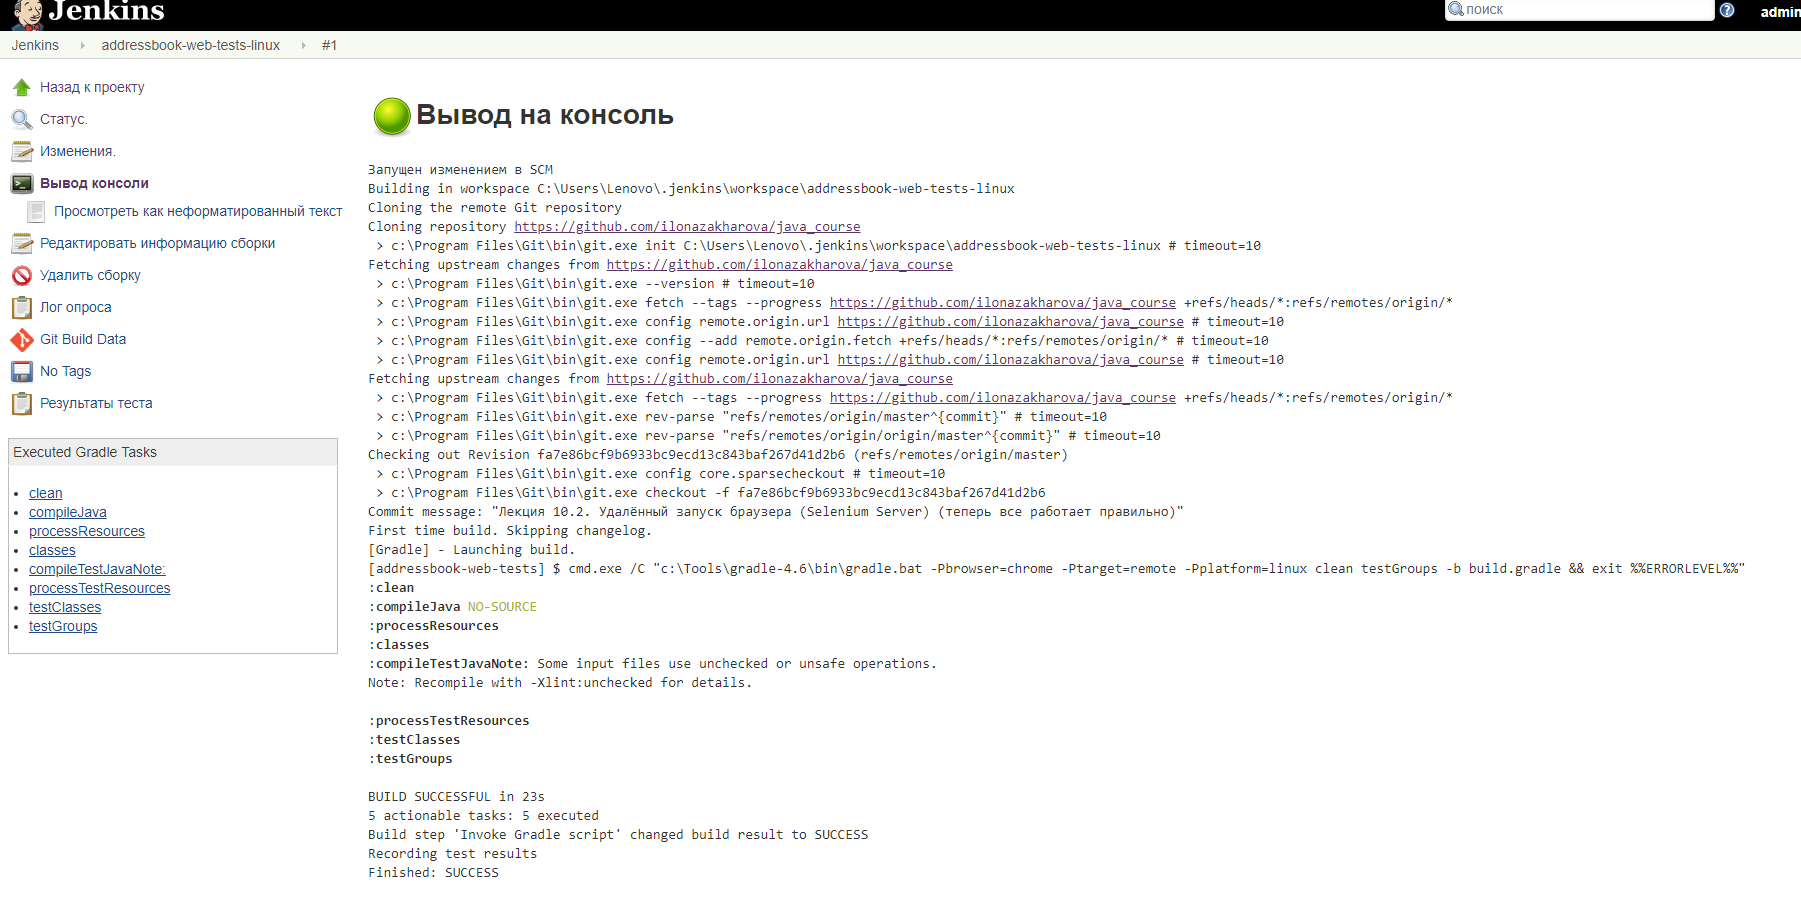 Jenkins
поиск
admin
Jenkins
addressbook-web-tests-linux
#1
Назад к проекту
Статус.
Изменения.
Вывод консоли
Просмотреть как неформатированный текст
Редактировать информацию сборки
Удалить сборку
Лог опроса
Git Build Data
No Tags
Результаты теста
Executed Gradle Tasks
clean
compileJava
processResources
classes
compileTestJavaNote:
processTestResources
testClasses
testGroups
Вывод на консоль
Запущен изменением в SCM
Building in workspace C:\Users\Lenovo\.jenkins\workspace\addressbook-web-tests-linux
Cloning the remote Git repository
Cloning repository https://github.com/ilonazakharova/java_course
> c:\Program Files\Git\bin\git.exe init C:\Users\Lenovo\.jenkins\workspace\addressbook-web-tests-linux # timeout=10
Fetching upstream changes from https://github.com/ilonazakharova/java_course
> c:\Program Files\Git\bin\git.exe --version # timeout=10
> c:\Program Files\Git\bin\git.exe fetch --tags --progress https://github.com/ilonazakharova/java_course +refs/heads/*:refs/remotes/origin/*
> c:\Program Files\Git\bin\git.exe config remote.origin.url https://github.com/ilonazakharova/java_course # timeout=10
> c:\Program Files\Git\bin\git.exe config --add remote.origin.fetch +refs/heads/*:refs/remotes/origin/* # timeout=10
> c:\Program Files\Git\bin\git.exe config remote.origin.url https://github.com/ilonazakharova/java_course # timeout=10
Fetching upstream changes from https://github.com/ilonazakharova/java_course
> c:\Program Files\Git\bin\git.exe fetch --tags --progress https://github.com/ilonazakharova/java_course +refs/heads/*:refs/remotes/origin/*
> c:\Program Files\Git\bin\git.exe rev-parse "refs/remotes/origin/master^{commit}" # timeout=10
> c:\Program Files\Git\bin\git.exe rev-parse "refs/remotes/origin/origin/master^{commit}" # timeout=10
Checking out Revision fa7e86bcf9b6933bc9ecd13c843baf267d41d2b6 (refs/remotes/origin/master)
> c:\Program Files\Git\bin\git.exe config core.sparsecheckout # timeout=10
> c:\Program Files\Git\bin\git.exe checkout -f fa7e86bcf9b6933bc9ecd13c843baf267d41d2b6
Commit message: "Лекция 10.2. Удалённый запуск браузера (Selenium Server) (теперь все работает правильно)"
First time build. Skipping changelog.
[Gradle] - Launching build.
[addressbook-web-tests] $ cmd.exe /C "c:\Tools\gradle-4.6\bin\gradle.bat -Pbrowser=chrome -Ptarget=remote -Pplatform=linux clean testGroups -b build.gradle && exit %%ERRORLEVEL%%"
:clean
:compileJava NO-SOURCE
:processResources
:classes
:compileTestJavaNote: Some input files use unchecked or unsafe operations.
Note: Recompile with -Xlint:unchecked for details.
:processTestResources
:testClasses
:testGroups
BUILD SUCCESSFUL in 23s
5 actionable tasks: 5 executed
Build step 'Invoke Gradle script' changed build result to SUCCESS
Recording test results
Finished: SUCCESS